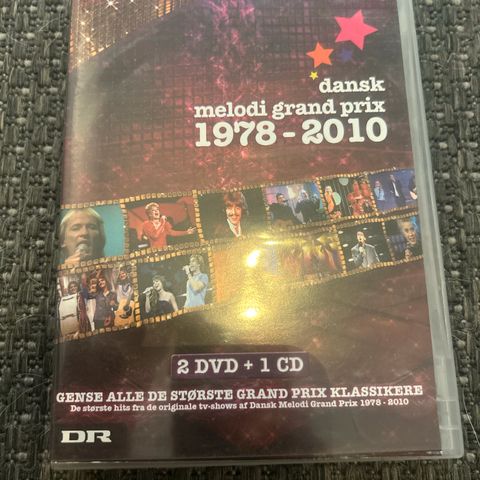 dansk
melodi grand prix
1978 - 2010
2 DVD + 1 CD
GENSE ALLE DE STØRSTE GRAND PRIX KLASSIKERE
De største hits fra de originale tv-shows af Dansk Melodi Grand Prix 1978 - 2010
DR